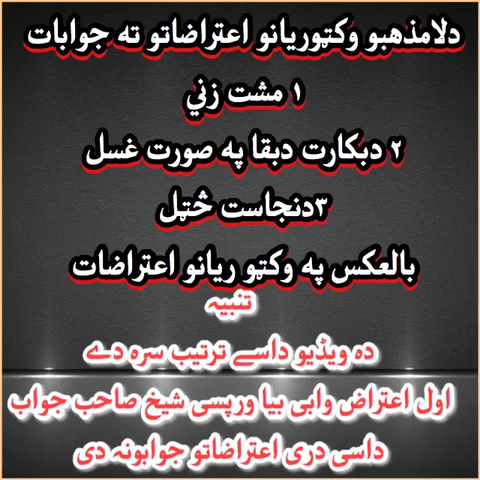 دلامذهبو وکټوریانو اعتراضاتو ته جوابات
۱ مشت زني
۲ دبکارت دبقا په صورت غسل
۳دنجاست څټل
بالعکس په وکټو ریانو اعتراضات
تنبیه
ده ویډیو داسے ترتیب سره دے
اول اعتراض وایی بیا ورپسی شیخ صاحب جواب
داسی دری اعتراضاتو جوابونه دی